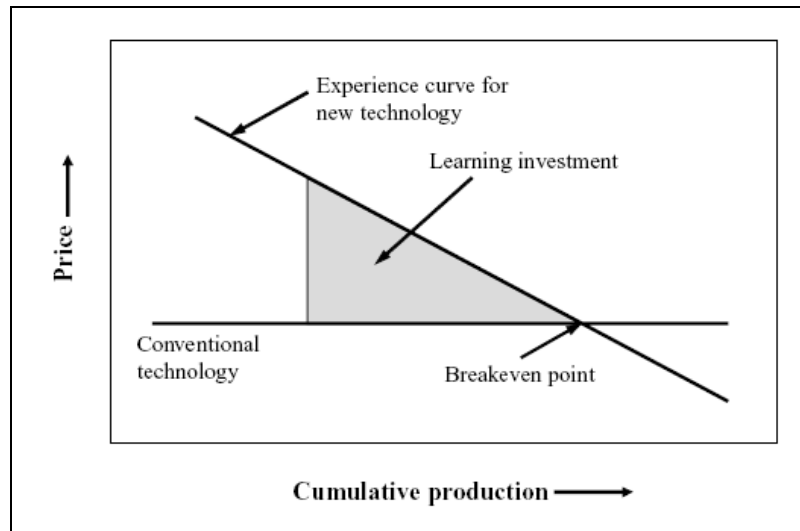 Experience curve for
new technology
Learning investment
Price
Conventional
technology
Breakeven point
Cumulative production